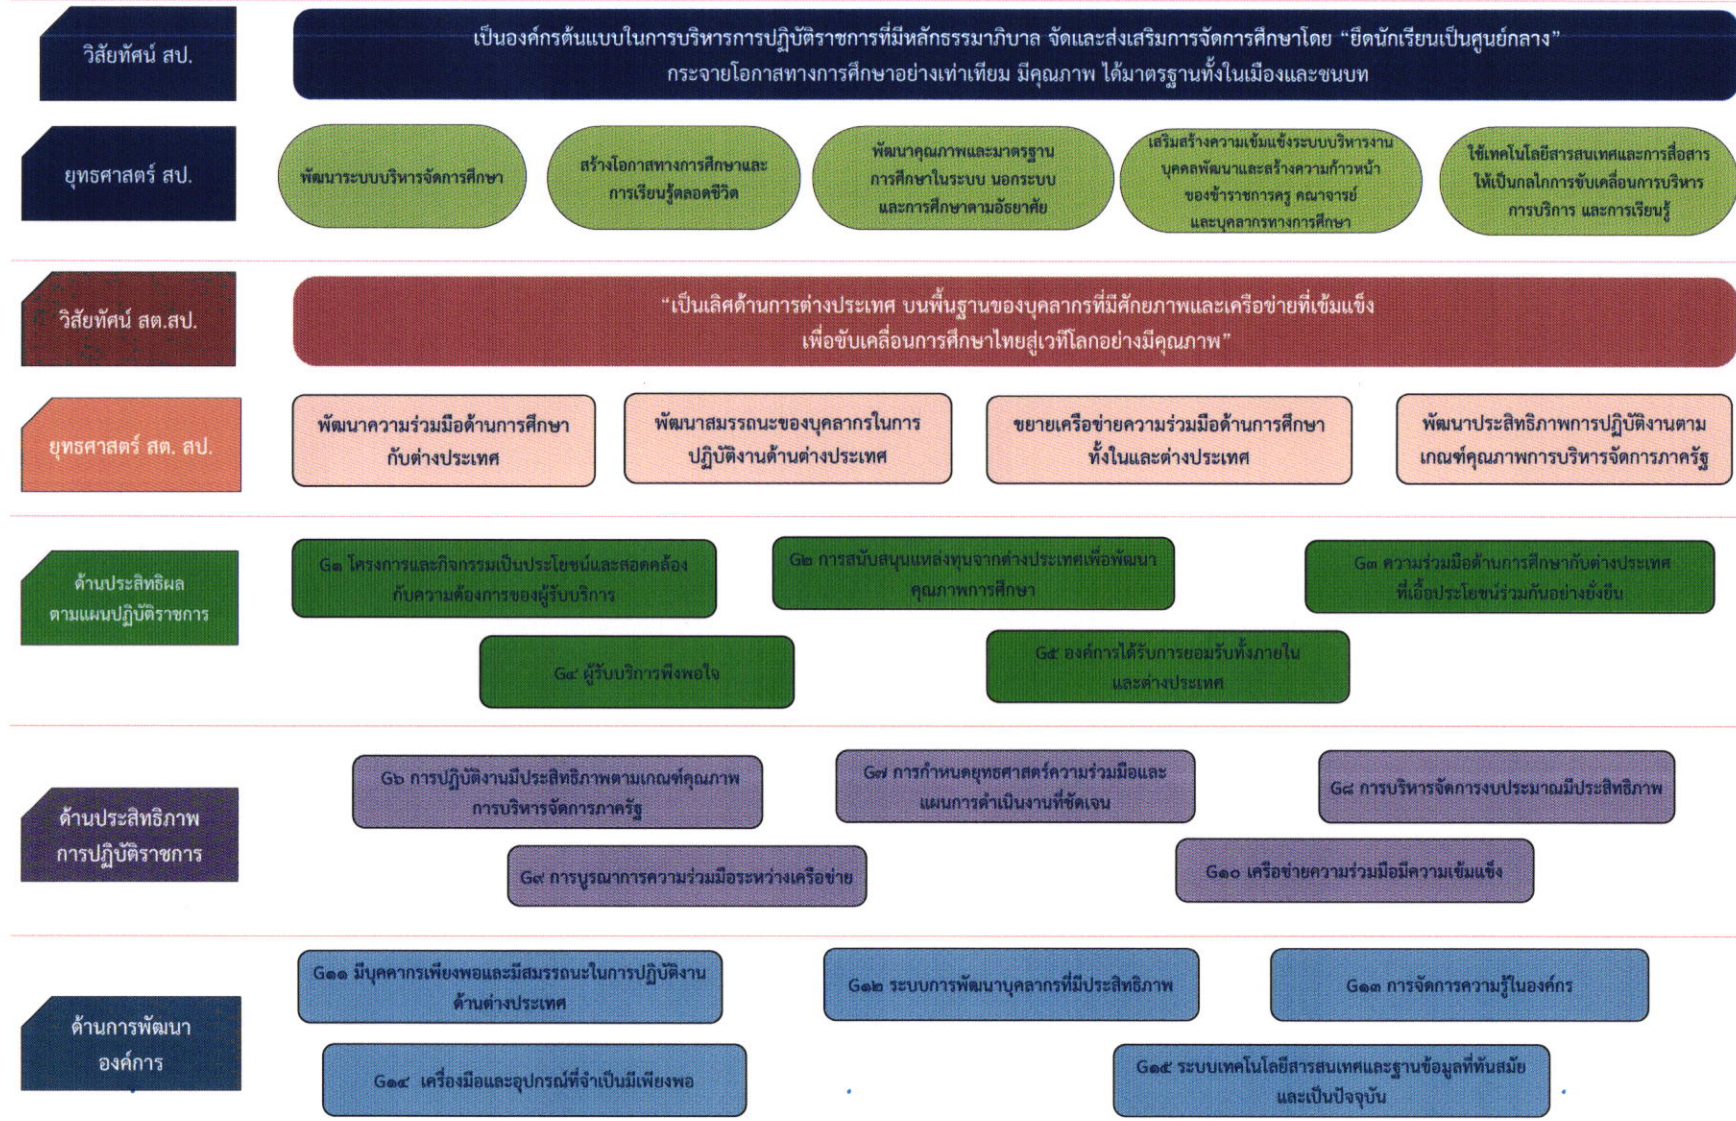 วิสัยทัศน์ สป.
เป็นองค์กรต้นแบบในการบริหารการปฏิบัติราชการที่มีหลักธรรมาภิบาล จัดและส่งเสริมการจัดการศึกษาโดย “ยึดนักเรียนเป็นศูนย์กลาง”
กระจายโอกาสทางการศึกษาอย่างเท่าเทียม มีคุณภาพ ได้มาตรฐานทั้งในเมืองและชนบท
ยุทธศาสตร์ สป.
พัฒนาระบบบริหารจัดการศึกษา
สร้างโอกาสทางการศึกษาและ
การเรียนรู้ตลอดชีวิต
พัฒนาคุณภาพและมาตรฐาน
การศึกษาในระบบ นอกระบบ
และการศึกษาตามอัธยาศัย
เสริมสร้างความเข้มแข็งระบบบริหารงาน
บุคคลพัฒนาและสร้างความก้าวหน้า
ของข้าราชการครู คณาจารย์
และบุคลากรทางการศึกษา
ใช้เทคโนโลยีสารสนเทศและการสื่อสาร
ให้เป็นกลไกการขับเคลื่อนการบริหาร
การบริการ และการเรียนรู้
วิสัยทัศน์ สต.สป.
“เป็นเลิศด้านการต่างประเทศ บนพื้นฐานของบุคลากรที่มีศักยภาพและเครือข่ายที่เข้มแข็ง
เพื่อขับเคลื่อนการศึกษาไทยสู่เวทีโลกอย่างมีคุณภาพ”
ยุทธศาสตร์ สต. สป.
พัฒนาความร่วมมือด้านการศึกษา
กับต่างประเทศ
พัฒนาสมรรถนะของบุคลากรในการ
ปฏิบัติงานด้านต่างประเทศ
ขยายเครือข่ายความร่วมมือด้านการศึกษา
ทั้งในและต่างประเทศ
พัฒนาประสิทธิภาพการปฏิบัติงานตาม
เกณฑ์คุณภาพการบริหารจัดการภาครัฐ
ด้านประสิทธิผล
ตามแผนปฏิบัติราชการ
G๑ โครงการและกิจกรรมเป็นประโยชน์และสอดคล้อง
กับความต้องการของผู้รับบริการ
G๒ การสนับสนุนแหล่งทุนจากต่างประเทศเพื่อพัฒนา
คุณภาพการศึกษา
G๓ ความร่วมมือด้านการศึกษากับต่างประเทศ
ที่เอื้อประโยชน์ร่วมกันอย่างยั่งยืน
G๔ ผู้รับบริการพึงพอใจ
G๕ องค์การได้รับการยอมรับทั้งภายใน
และต่างประเทศ
ด้านประสิทธิภาพ
การปฏิบัติราชการ
G๖ การปฏิบัติงานมีประสิทธิภาพตามเกณฑ์คุณภาพ
การบริหารจัดการภาครัฐ
G๗ การกำหนดยุทธศาสตร์ความร่วมมือและ
แผนการดำเนินงานที่ชัดเจน
G๘ การบริหารจัดการงบประมาณมีประสิทธิภาพ
G๙ การบูรณาการความร่วมมือระหว่างเครือข่าย
G๑๐ เครือข่ายความร่วมมือมีความเข้มแข็ง
ด้านการพัฒนา
องค์การ
G๑๑ มีบุคคากรเพียงพอและมีสมรรถนะในการปฏิบัติงาน
ด้านต่างประเทศ
G๑๒ ระบบการพัฒนาบุคลากรที่มีประสิทธิภาพ
G๑๓ การจัดการความรู้ในองค์กร
G๑๔ เครื่องมือและอุปกรณ์ที่จำเป็นมีเพียงพอ
G๑๕ ระบบเทคโนโลยีสารสนเทศและฐานข้อมูลที่ทันสมัย
และเป็นปัจจุบัน